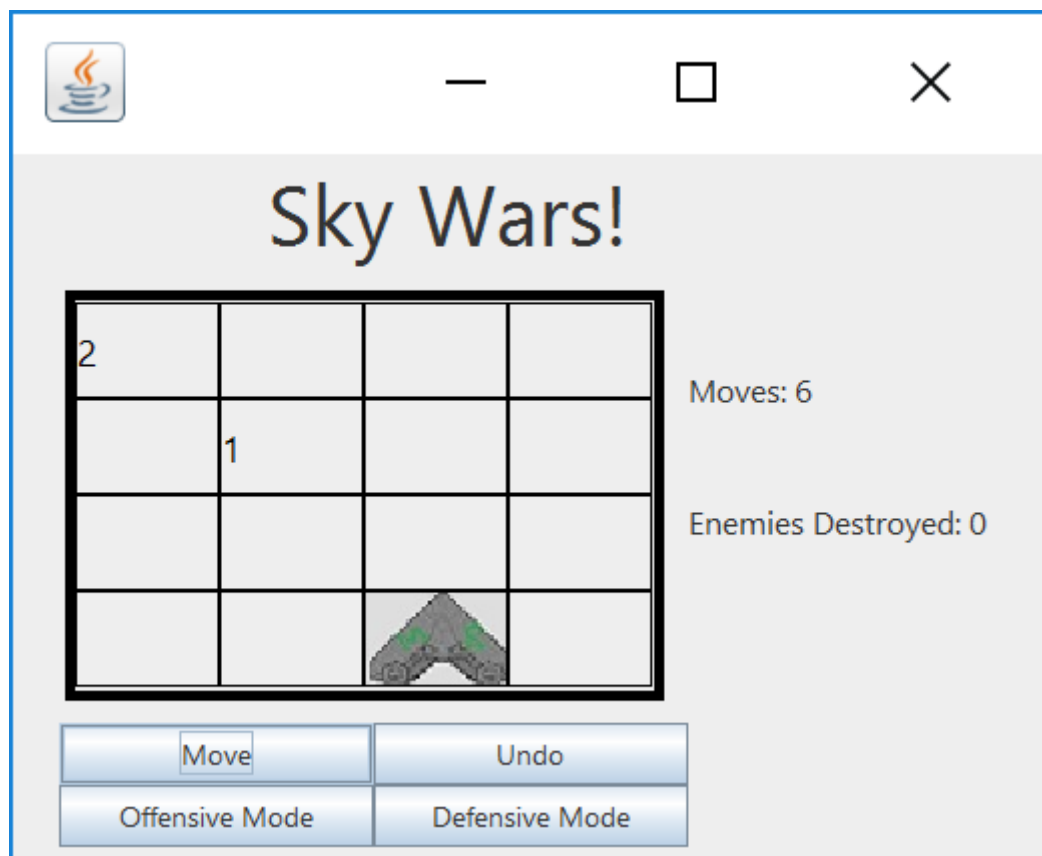 Sky Wars!
2
Moves: 6
1
Enemies Destroyed: 0
Move Undo
Offensive Mode Defensive Mode